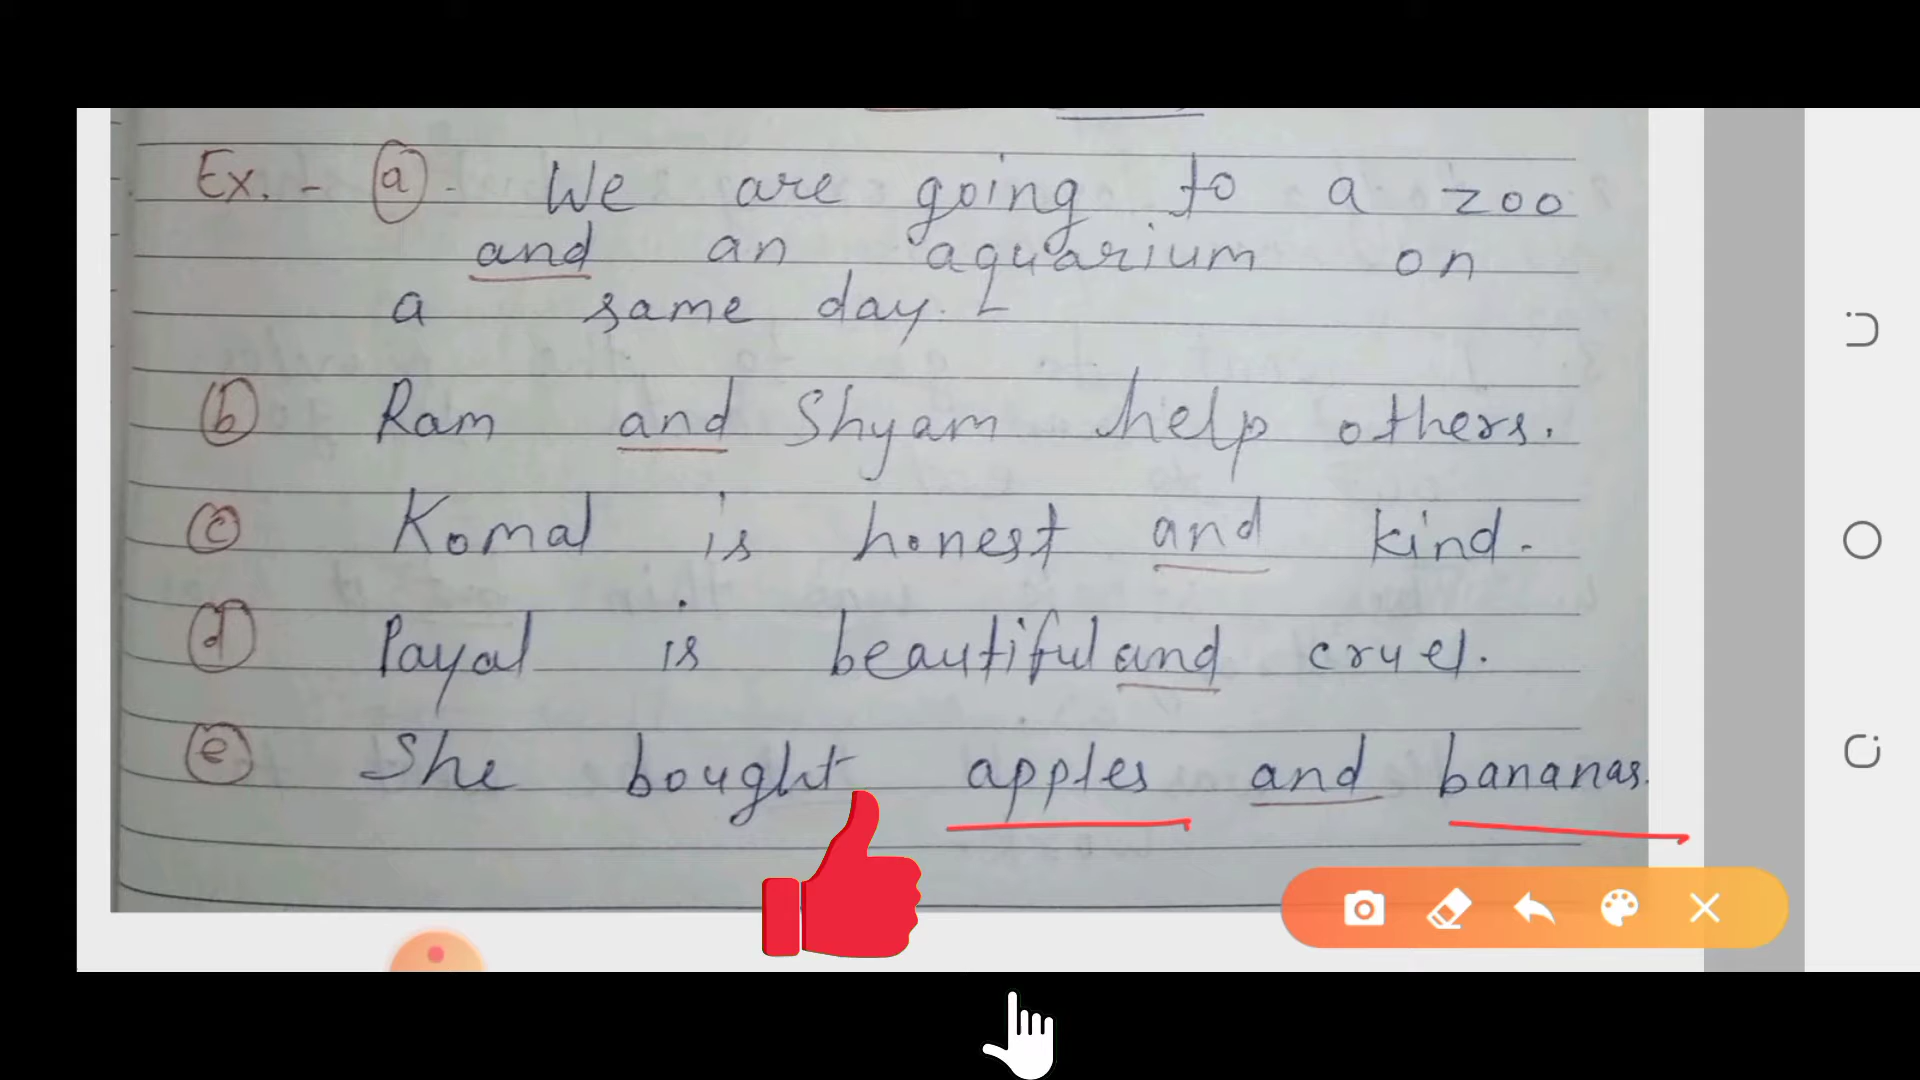 Ex. - (a) - We are going to a zoo
and an aquarium on
a same day.
(b) Ram and Shyam help others.
(c) Komal is honest and kind.
(d) Payal is beautiful and cruel.
(e) She bought apples and bananas.